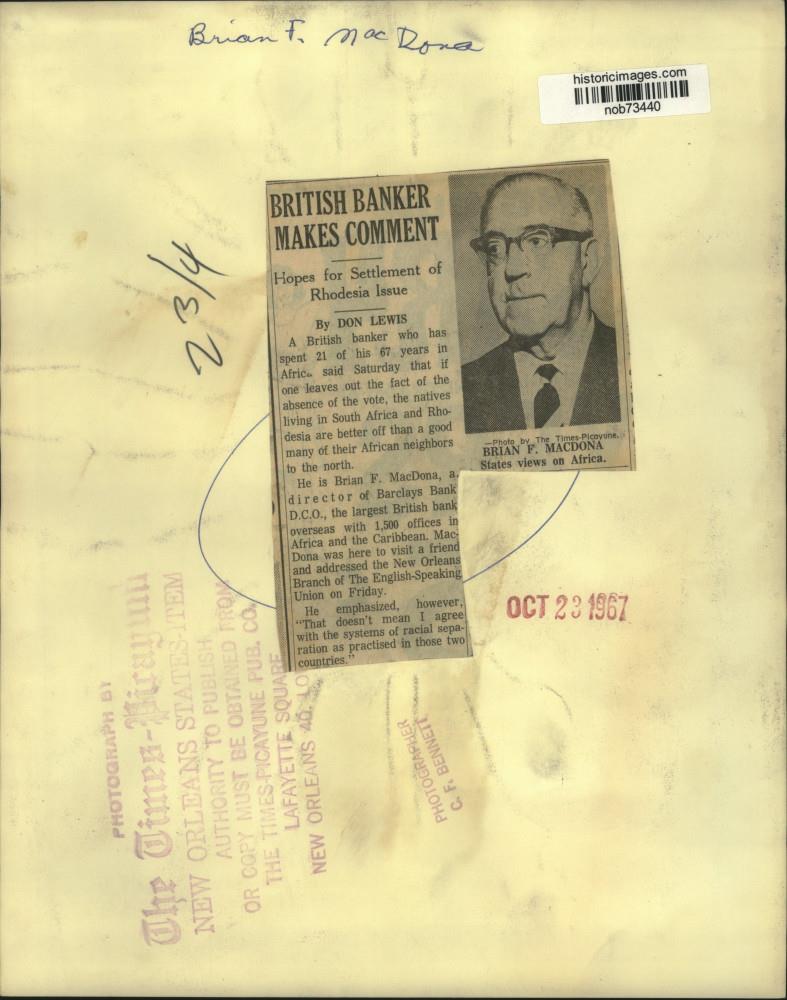 Brian F. MacDona
historicimages.com
nob73440
2 3/4
BRITISH BANKER
MAKES COMMENT
Hopes for Settlement of
Rhodesia Issue
By DON LEWIS
A British banker who has
spent 21 of his 67 years in
Africa said Saturday that if
one leaves out the fact of the
absence of the vote, the natives
living in South Africa and Rho-
desia are better off than a good
many of their African neighbors
to the north.
He is Brian F. MacDona, a
director of Barclays Bank
D.C.O., the largest British bank
overseas with 1,500 offices in
Africa and the Caribbean. Mac-
Dona was here to visit a friend
and addressed the New Orleans
Branch of The English-Speaking
Union on Friday.
He emphasized, however,
"That doesn't mean I agree
with the systems of racial sepa-
ration as practised in those two
countries."
—Photo by The Times-Picayune.
BRIAN F. MACDONA
States views on Africa.
OCT 23 1967
PHOTOGRAPH BY
The Times-Picayune
NEW ORLEANS STATES-ITEM
AUTHORITY TO PUBLISH
OR COPY MUST BE OBTAINED FROM
THE TIMES-PICAYUNE PUB. CO.
LAFAYETTE SQUARE
NEW ORLEANS 40, LO
PHOTOGRAPHER
C. F. BENNETT